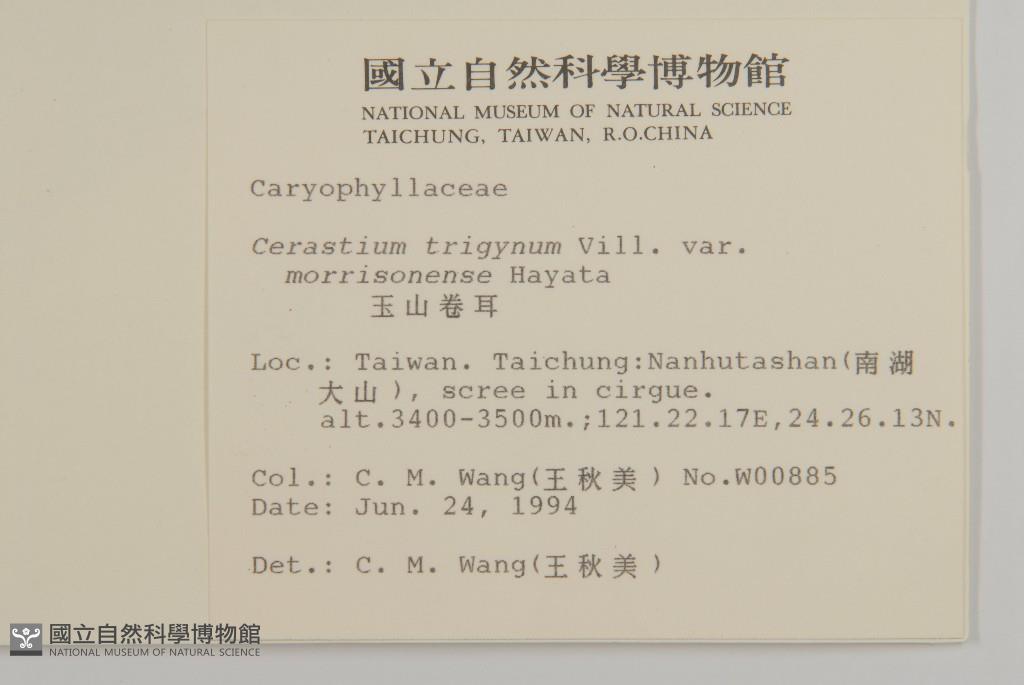 國立自然科學博物館
NATIONAL MUSEUM OF NATURAL SCIENCE
TAICHUNG, TAIWAN, R.O.CHINA
Caryophyllaceae
Cerastium trigynum Vill. var.
morrisonense Hayata
玉山卷耳
Loc.: Taiwan. Taichung:Nanhutashan(南湖
大山), scree in cirgue.
alt.3400-3500m.;121.22.17E,24.26.13N.
Col.: C. M. Wang(王秋美) No.W00885
Date: Jun. 24, 1994
Det.: C. M. Wang(王秋美)
國立自然科學博物館
NATIONAL MUSEUM OF NATURAL SCIENCE